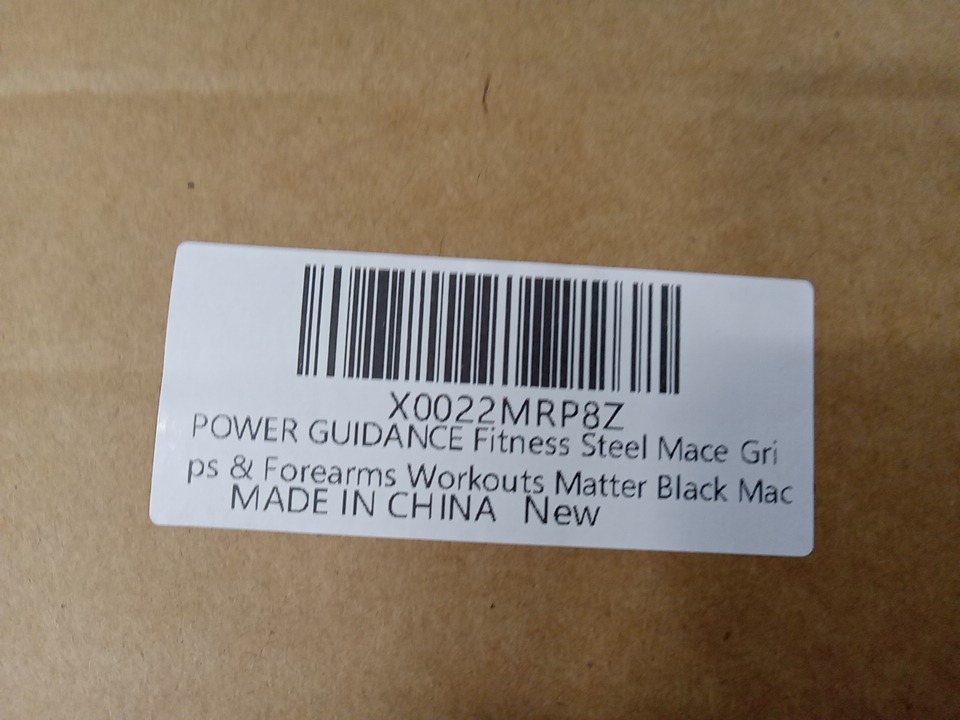 X0022MRP8Z
POWER GUIDANCE Fitness Steel Mace Gri
ps & Forearms Workouts Matter Black Mac
MADE IN CHINA New